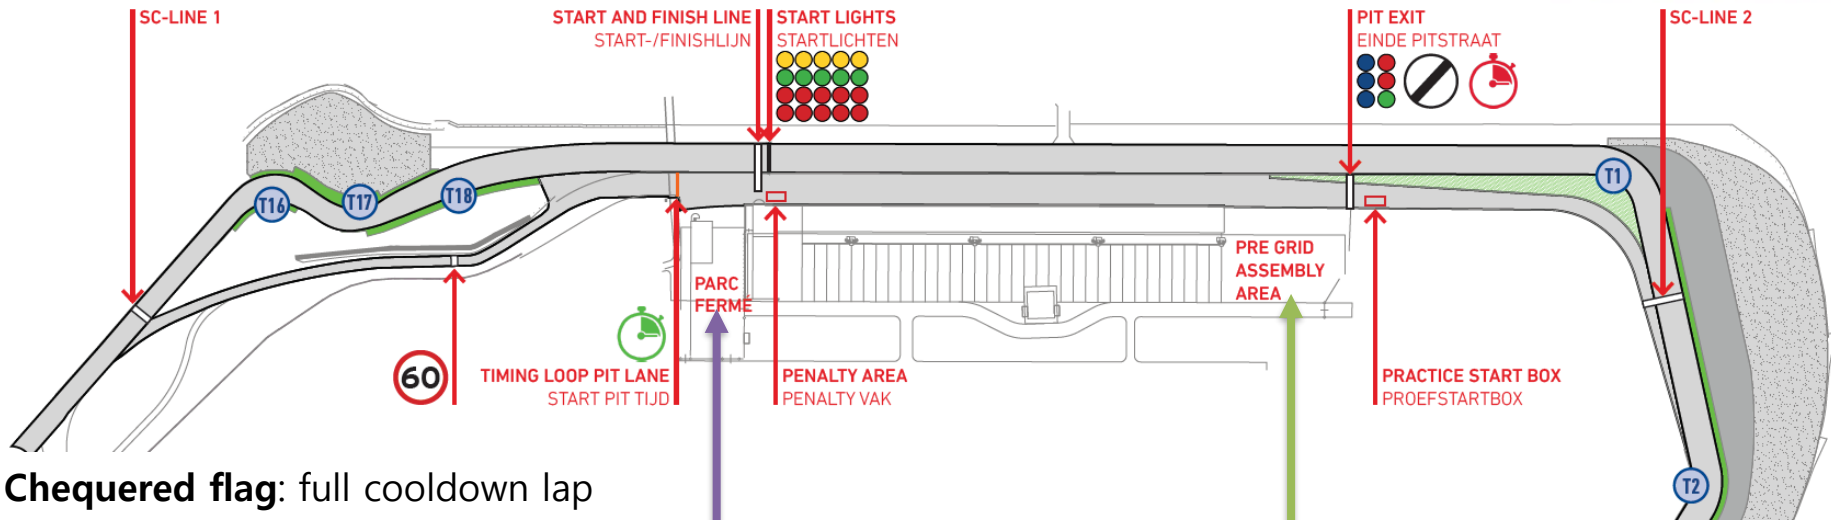 SC-LINE 1
START AND FINISH LINE
START-/FINISHLIJN
START LIGHTS
STARTLICHTEN
PIT EXIT
EINDE PITSTRAAT
SC-LINE 2
T1
T16
T17
T18
PRE GRID
ASSEMBLY
AREA
PARC
FERMÉ
60
TIMING LOOP PIT LANE
START PIT TIJD
PENALTY AREA
PENALTY VAK
PRACTICE START BOX
PROEFSTARTBOX
Chequered flag: full cooldown lap
T2